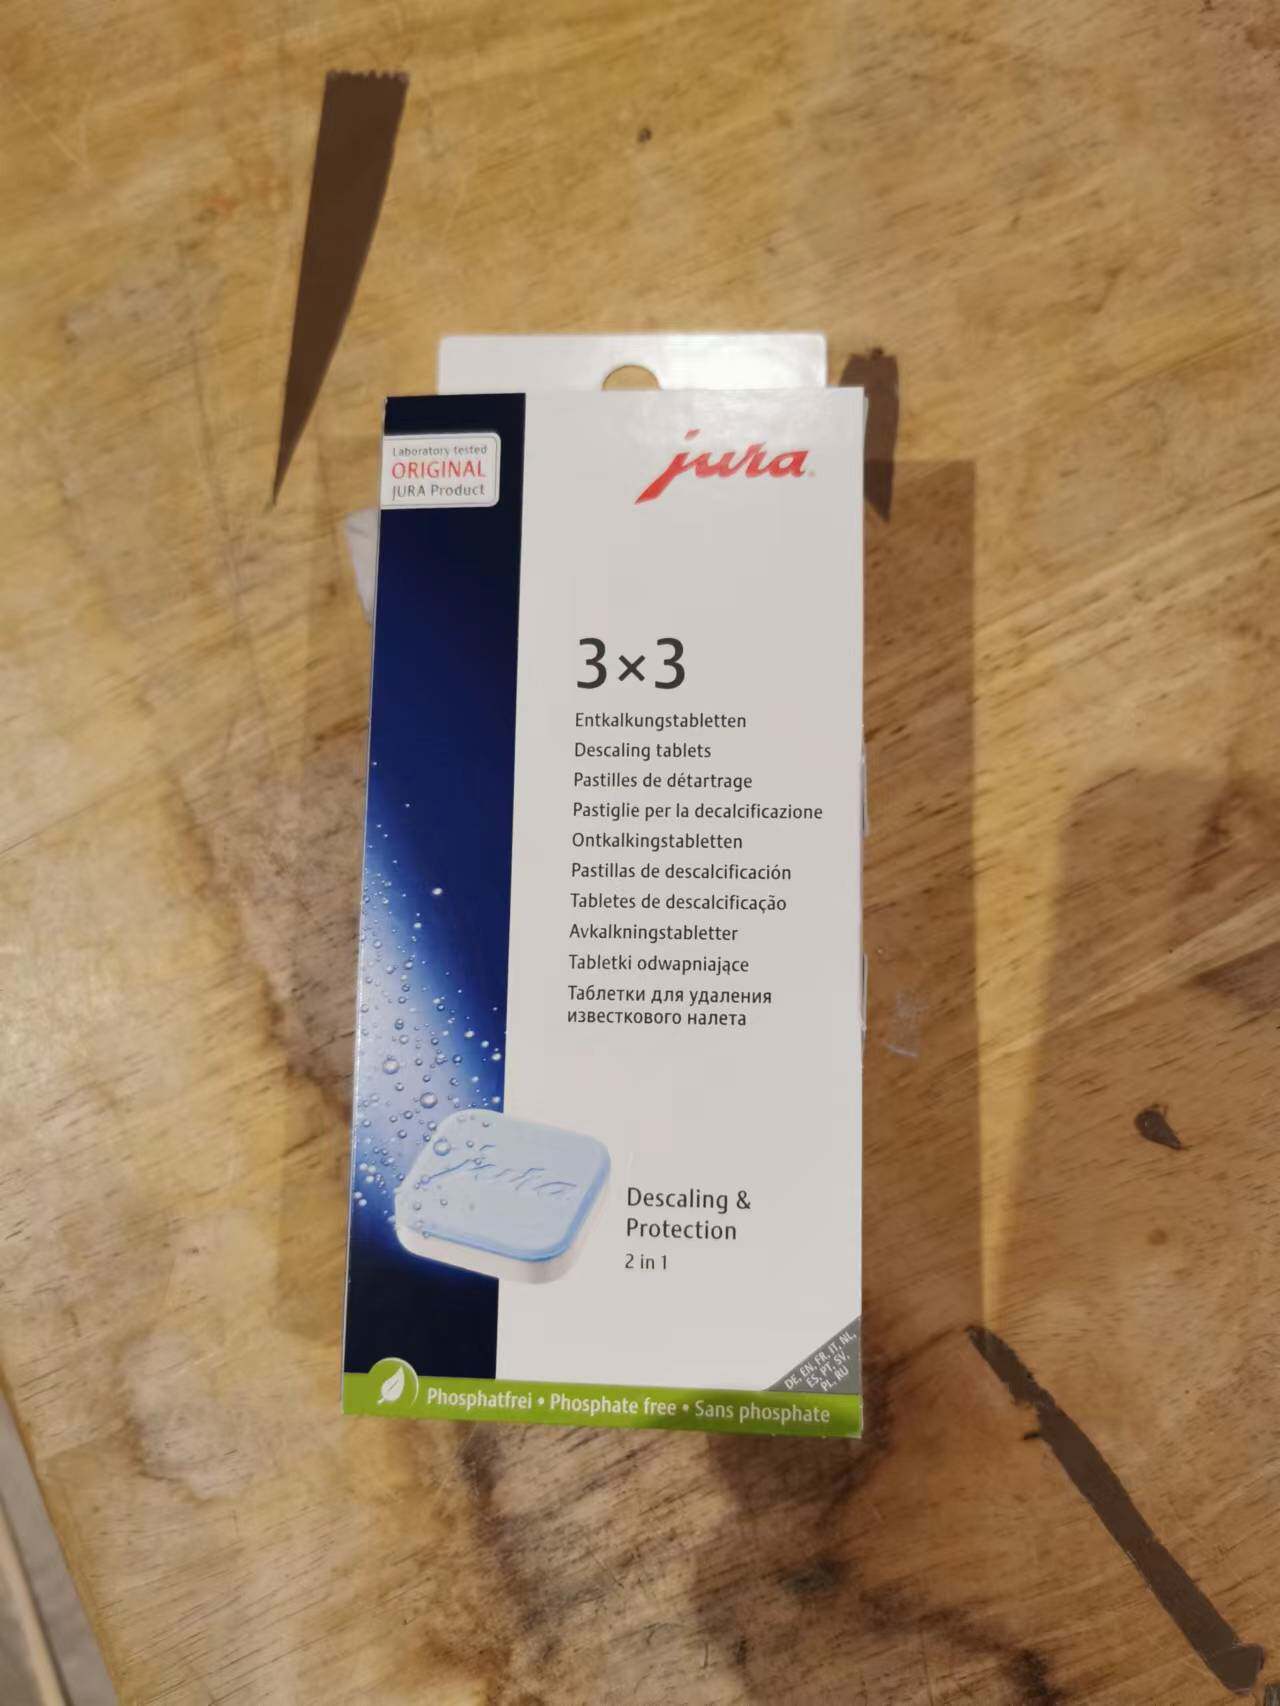 Laboratory tested
ORIGINAL
JURA Product
jura
3×3
Entkalkungstabletten
Descaling tablets
Pastilles de détartrage
Pastiglie per la decalcificazione
Ontkalkingstabletten
Pastillas de descalcificación
Tabletes de descalcificação
Avkalkningstabletter
Tabletki odwapniające
Таблетки для удаления
известкового налета
jura
Descaling &
Protection
2 in 1
DE, EN, FR, IT, NL,
ES, PT, SV,
PL, RU
Phosphatfrei • Phosphate free • Sans phosphate